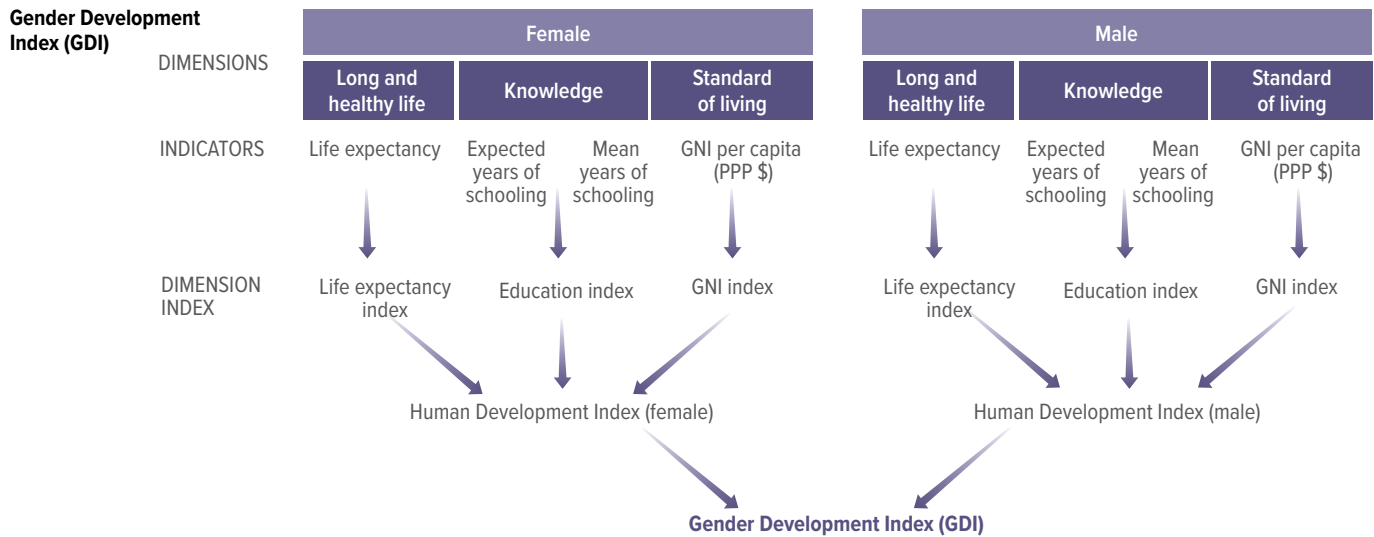 Gender Development
Index (GDI)
Female
Male
DIMENSIONS
Long and
healthy life
Knowledge
Standard
of living
Long and
healthy life
Knowledge
Standard
of living
INDICATORS
Life expectancy
Expected
years of
schooling
Mean
years of
schooling
GNI per capita
(PPP $)
Life expectancy
Expected
years of
schooling
Mean
years of
schooling
GNI per capita
(PPP $)
DIMENSION
INDEX
Life expectancy
index
Education index
GNI index
Life expectancy
index
Education index
GNI index
Human Development Index (female)
Human Development Index (male)
Gender Development Index (GDI)